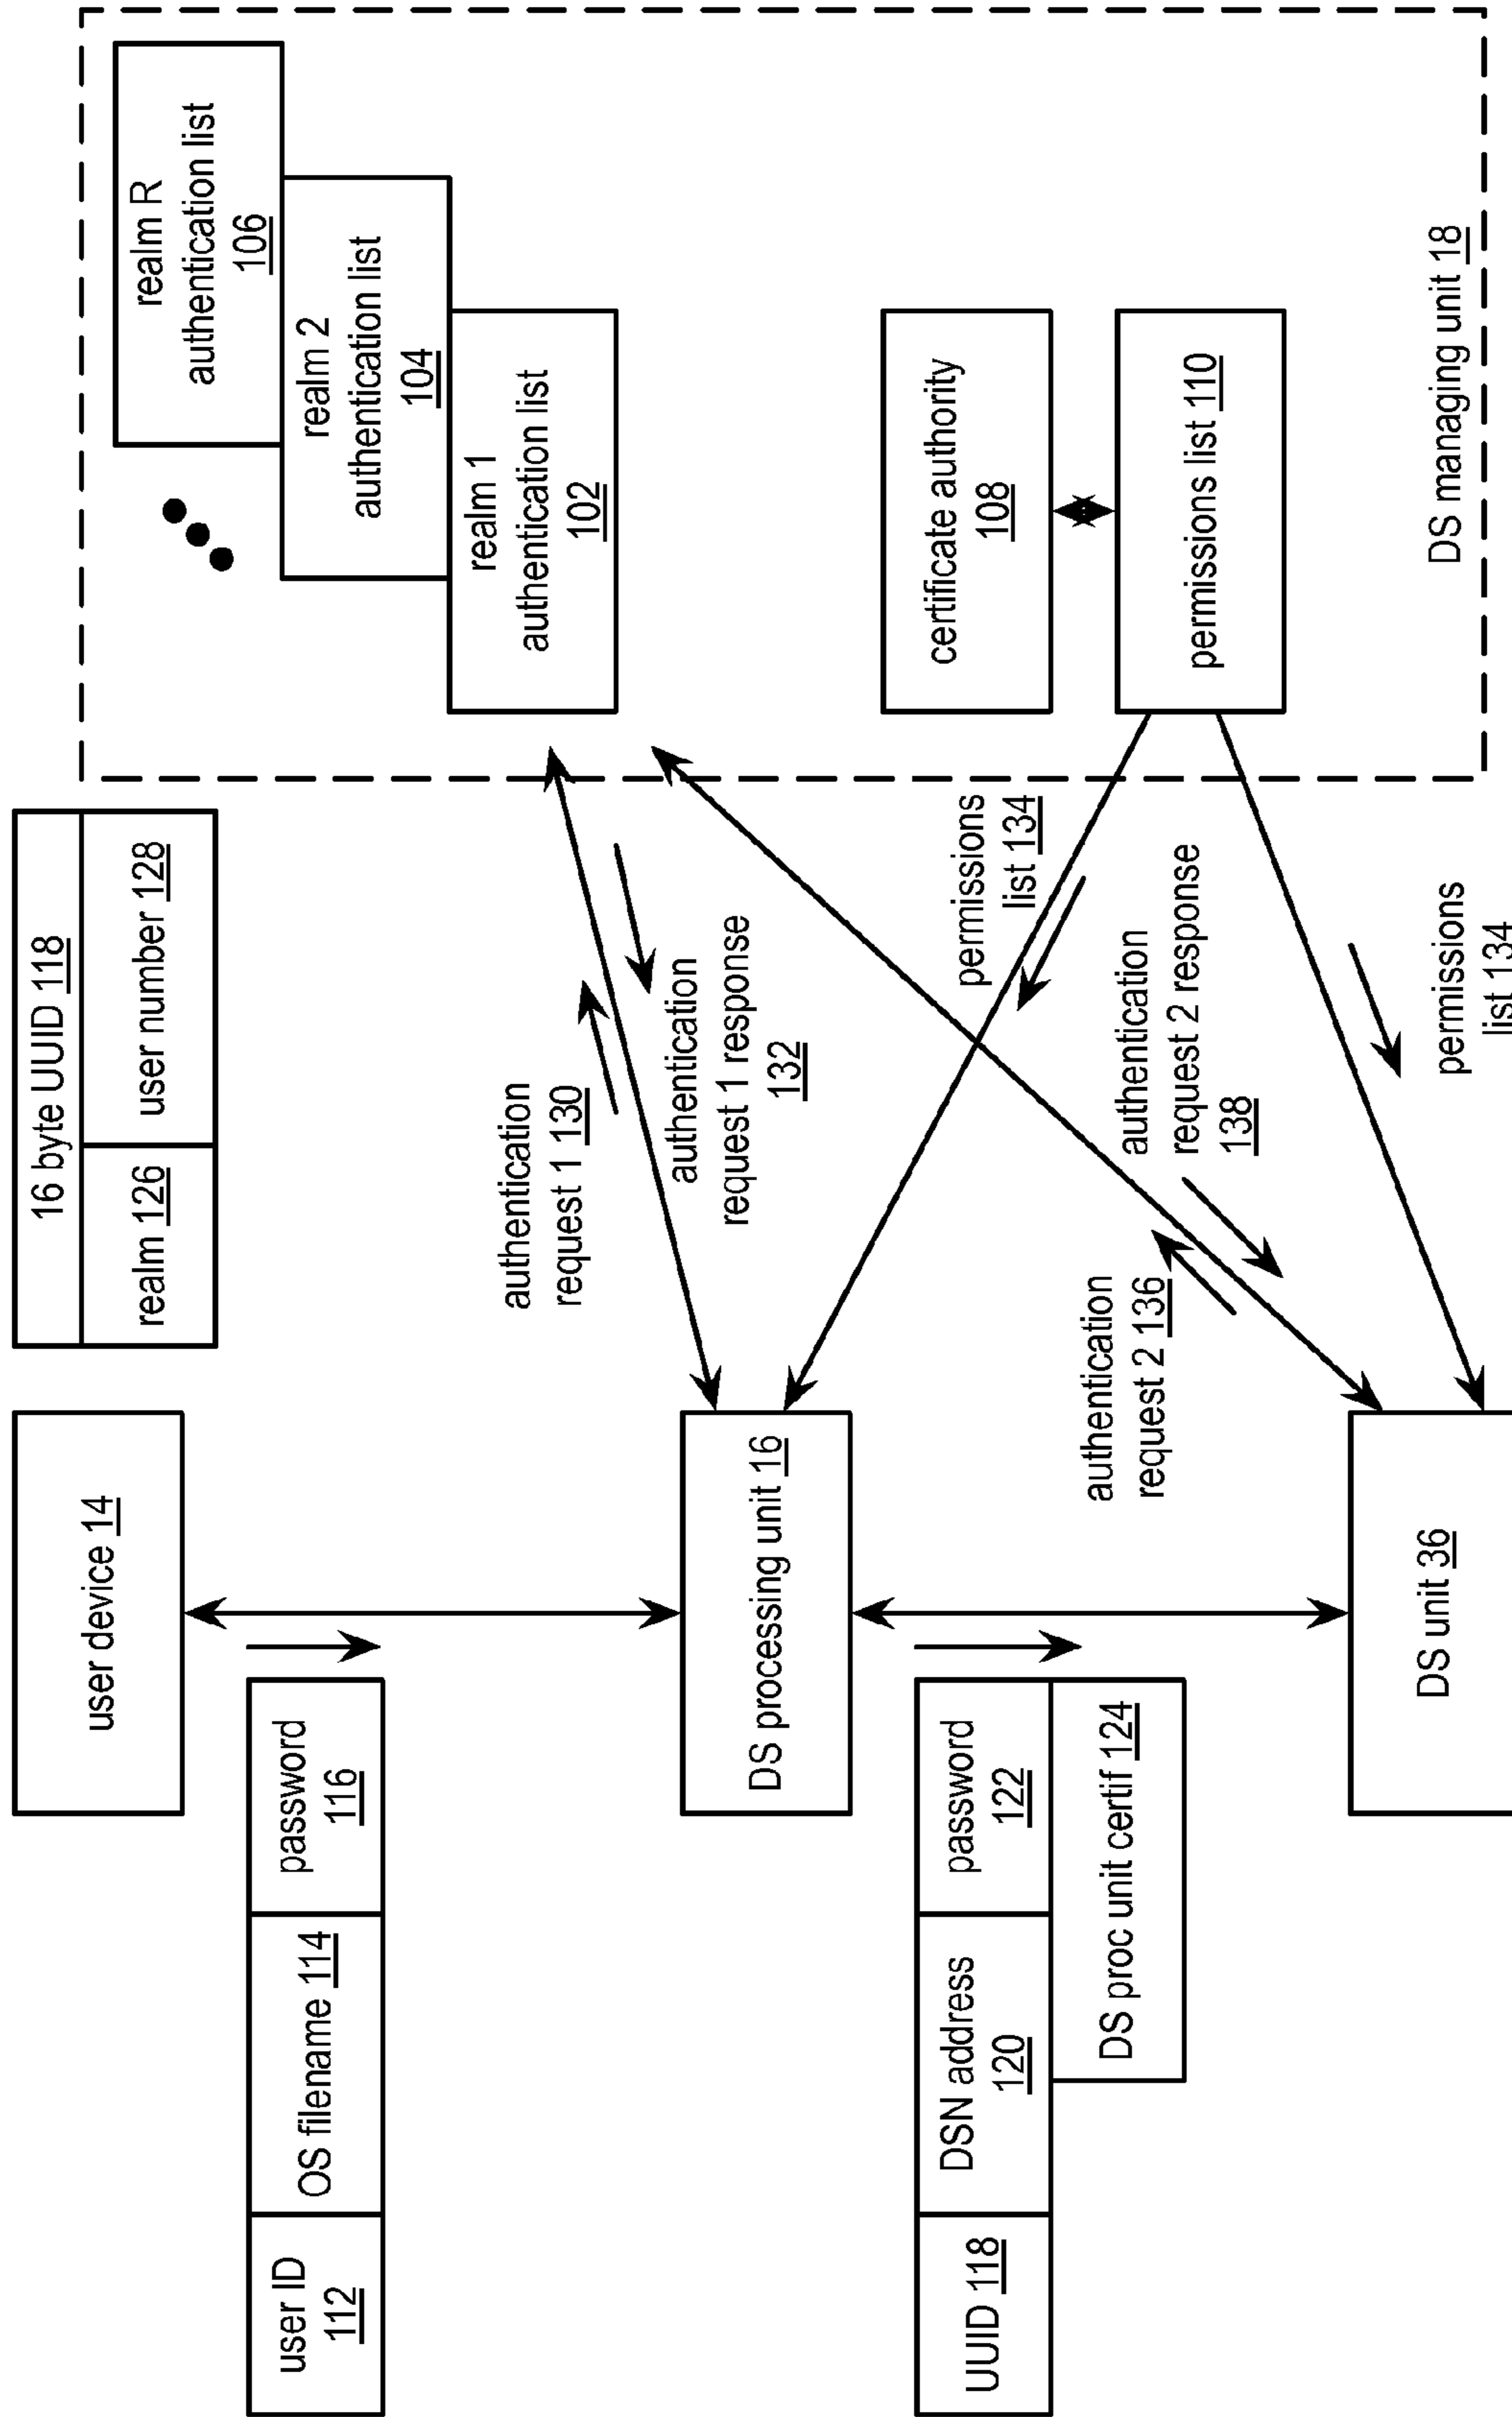 user device 14
16 byte UUID 118
realm 126
user number 128
realm R
authentication list
106
realm 2
authentication list
104
realm 1
authentication list
102
user ID
112
OS filename 114
password
116
authentication
request 1 130
authentication
request 1 response
132
DS processing unit 16
certificate authority
108
permissions list 110
permissions
list 134
UUID 118
DSN address
120
password
122
DS proc unit certif 124
authentication
request 2 136
authentication
request 2 response
138
DS unit 36
permissions
list 134
DS managing unit 18